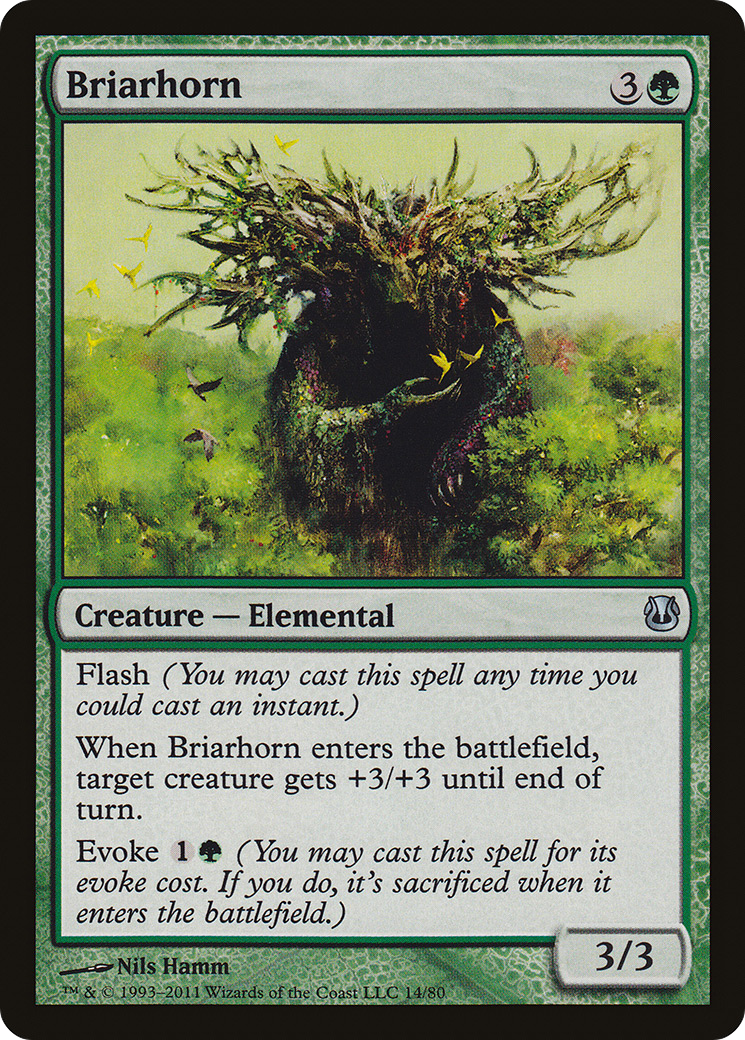 Briarhorn 3
Creature — Elemental
Flash (You may cast this spell any time you
could cast an instant.)
When Briarhorn enters the battlefield,
target creature gets +3/+3 until end of
turn.
Evoke 1 (You may cast this spell for its
evoke cost. If you do, it's sacrificed when it
enters the battlefield.)
3/3
Nils Hamm
™ & © 1993–2011 Wizards of the Coast LLC 14/80